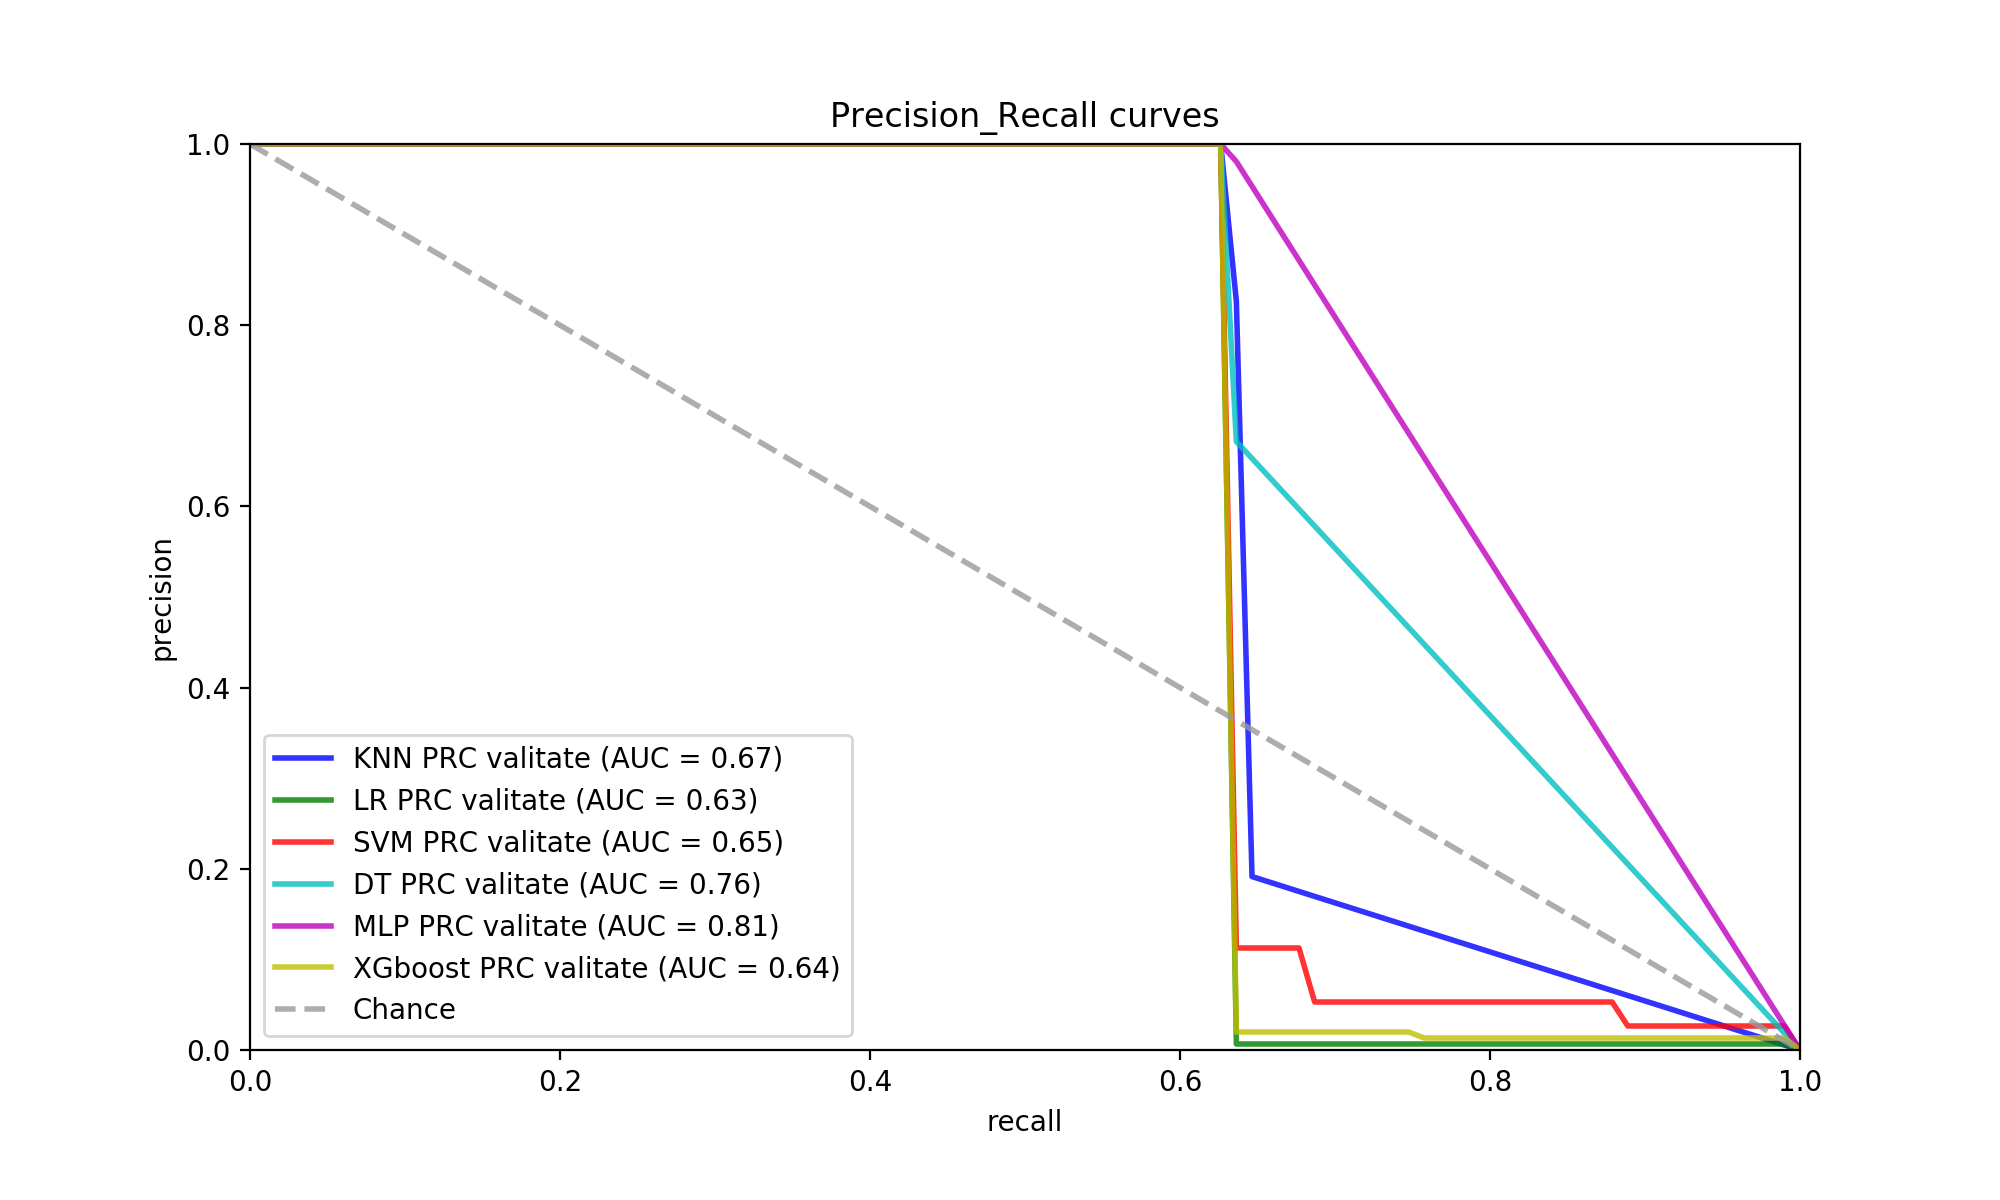 Precision_Recall curves
1.0
0.8
0.6
0.4
0.2
0.0
precision
KNN PRC valitate (AUC = 0.67)
LR PRC valitate (AUC = 0.63)
SVM PRC valitate (AUC = 0.65)
DT PRC valitate (AUC = 0.76)
MLP PRC valitate (AUC = 0.81)
XGboost PRC valitate (AUC = 0.64)
Chance
0.0 0.2 0.4 0.6 0.8 1.0
recall